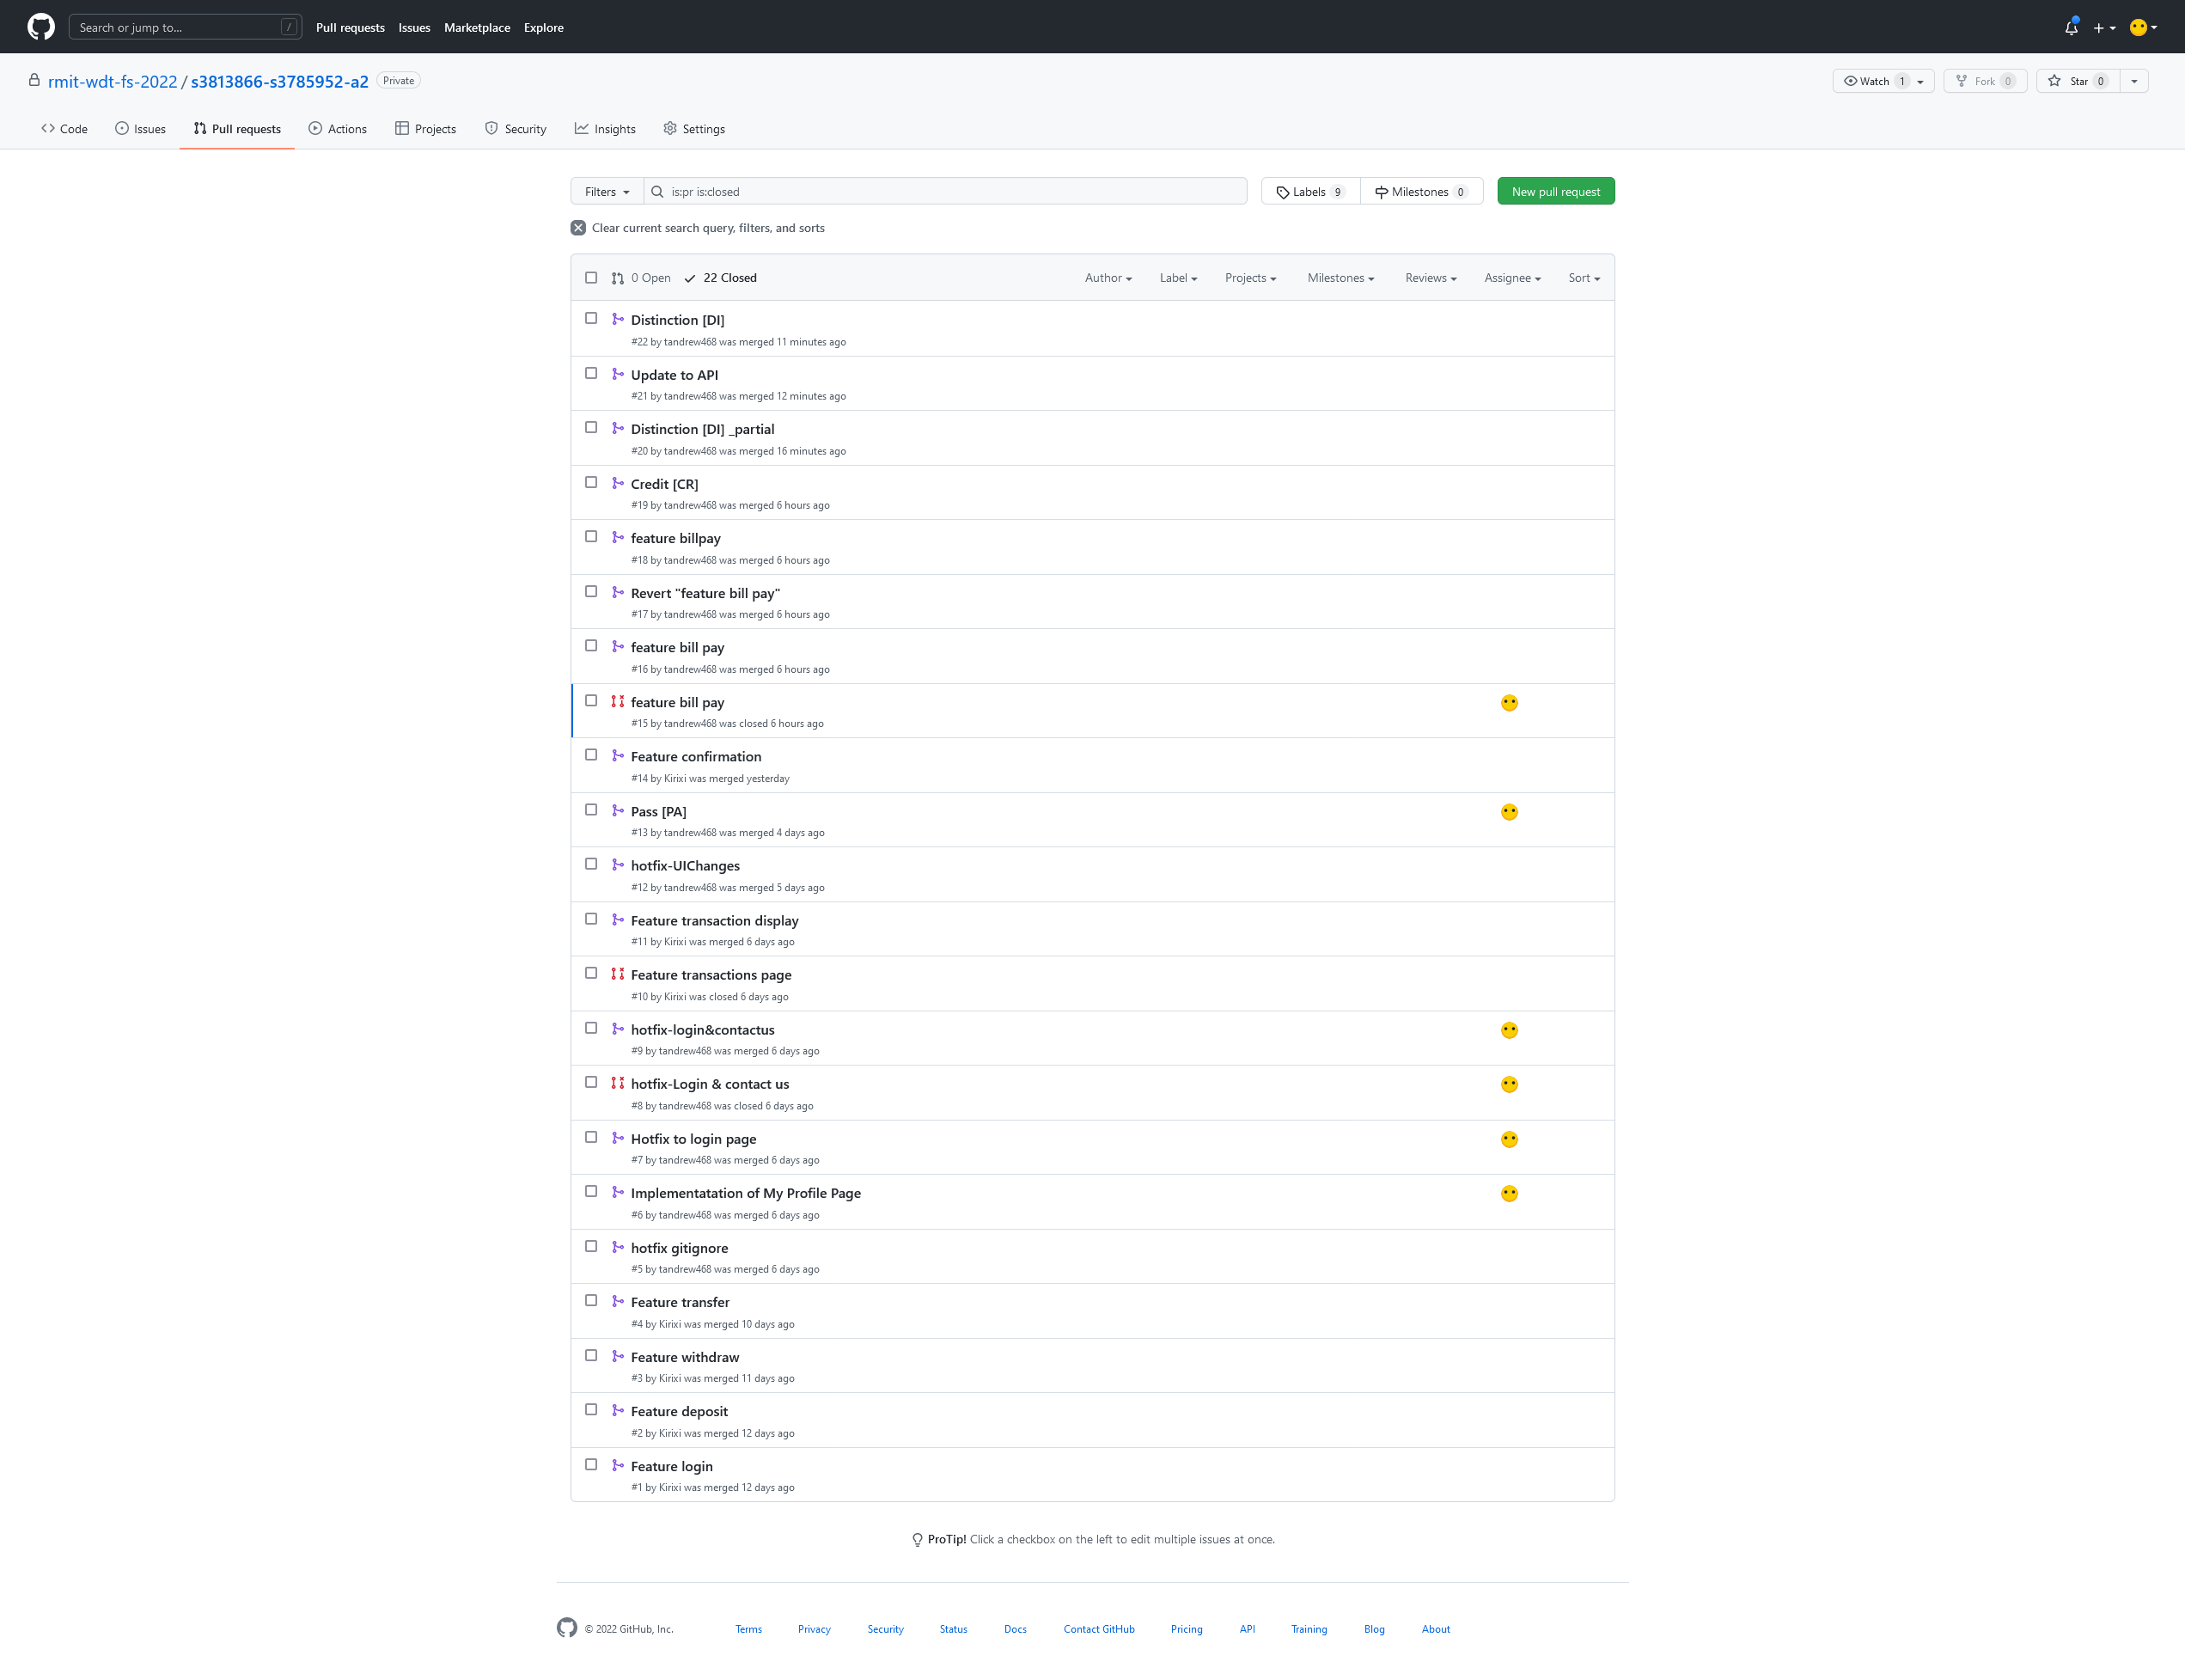 Search or jump to... /
Pull requests Issues Marketplace Explore
rmit-wdt-fs-2022 / s3813866-s3785952-a2 Private
Watch 1 Fork 0 Star 0
Code Issues Pull requests Actions Projects Security Insights Settings
Filters is:pr is:closed Labels 9 Milestones 0 New pull request
Clear current search query, filters, and sorts
0 Open 22 Closed Author Label Projects Milestones Reviews Assignee Sort
Distinction [DI]
#22 by tandrew468 was merged 11 minutes ago
Update to API
#21 by tandrew468 was merged 12 minutes ago
Distinction [DI] _partial
#20 by tandrew468 was merged 16 minutes ago
Credit [CR]
#19 by tandrew468 was merged 6 hours ago
feature billpay
#18 by tandrew468 was merged 6 hours ago
Revert "feature bill pay"
#17 by tandrew468 was merged 6 hours ago
feature bill pay
#16 by tandrew468 was merged 6 hours ago
feature bill pay
#15 by tandrew468 was closed 6 hours ago
Feature confirmation
#14 by Kirixi was merged yesterday
Pass [PA]
#13 by tandrew468 was merged 4 days ago
hotfix-UIChanges
#12 by tandrew468 was merged 5 days ago
Feature transaction display
#11 by Kirixi was merged 6 days ago
Feature transactions page
#10 by Kirixi was closed 6 days ago
hotfix-login&contactus
#9 by tandrew468 was merged 6 days ago
hotfix-Login & contact us
#8 by tandrew468 was closed 6 days ago
Hotfix to login page
#7 by tandrew468 was merged 6 days ago
Implementatation of My Profile Page
#6 by tandrew468 was merged 6 days ago
hotfix gitignore
#5 by tandrew468 was merged 6 days ago
Feature transfer
#4 by Kirixi was merged 10 days ago
Feature withdraw
#3 by Kirixi was merged 11 days ago
Feature deposit
#2 by Kirixi was merged 12 days ago
Feature login
#1 by Kirixi was merged 12 days ago
ProTip! Click a checkbox on the left to edit multiple issues at once.
© 2022 GitHub, Inc. Terms Privacy Security Status Docs Contact GitHub Pricing API Training Blog About